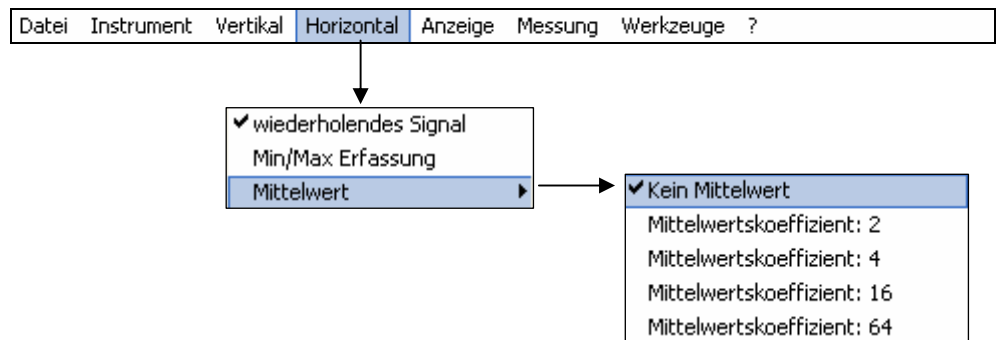 Datei Instrument Vertikal Horizontal Anzeige Messung Werkzeuge ?
✔ wiederholendes Signal
Min/Max Erfassung
Mittelwert
✔ Kein Mittelwert
Mittelwertskoeffizient: 2
Mittelwertskoeffizient: 4
Mittelwertskoeffizient: 16
Mittelwertskoeffizient: 64